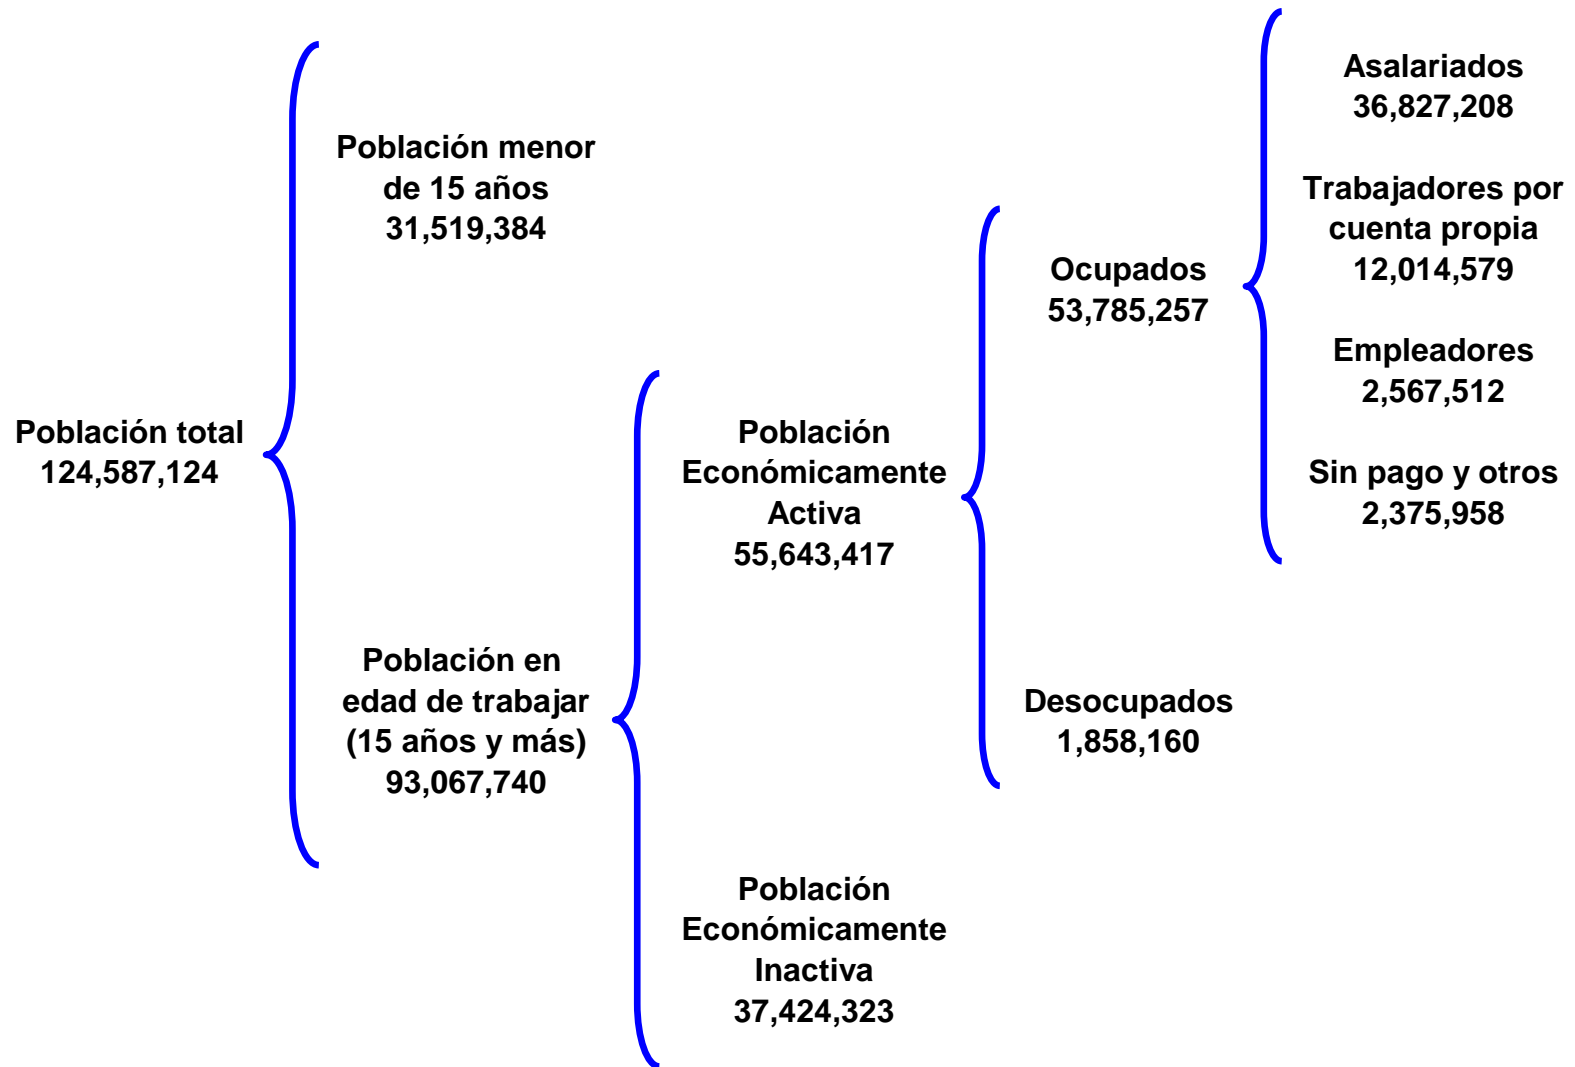 Población total
124,587,124
Población menor
de 15 años
31,519,384
Población en
edad de trabajar
(15 años y más)
93,067,740
Población
Económicamente
Activa
55,643,417
Población
Económicamente
Inactiva
37,424,323
Ocupados
53,785,257
Desocupados
1,858,160
Asalariados
36,827,208
Trabajadores por
cuenta propia
12,014,579
Empleadores
2,567,512
Sin pago y otros
2,375,958